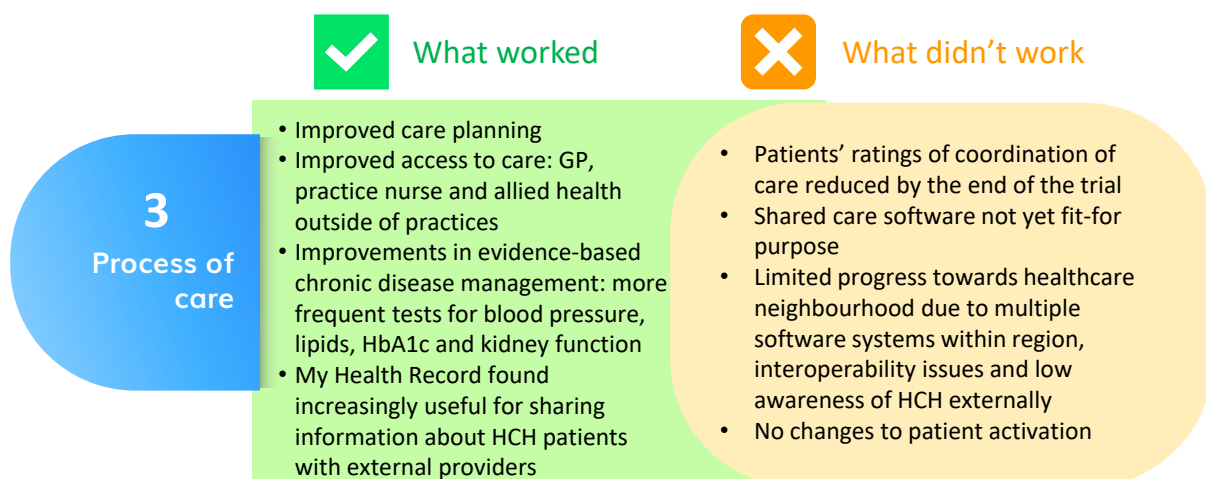 What worked
What didn't work
3
Process of
care
• Improved care planning
• Improved access to care: GP,
practice nurse and allied health
outside of practices
• Improvements in evidence-based
chronic disease management: more
frequent tests for blood pressure,
lipids, HbA1c and kidney function
• My Health Record found
increasingly useful for sharing
information about HCH patients
with external providers
• Patients' ratings of coordination of
care reduced by the end of the trial
• Shared care software not yet fit-for
purpose
• Limited progress towards healthcare
neighbourhood due to multiple
software systems within region,
interoperability issues and low
awareness of HCH externally
• No changes to patient activation